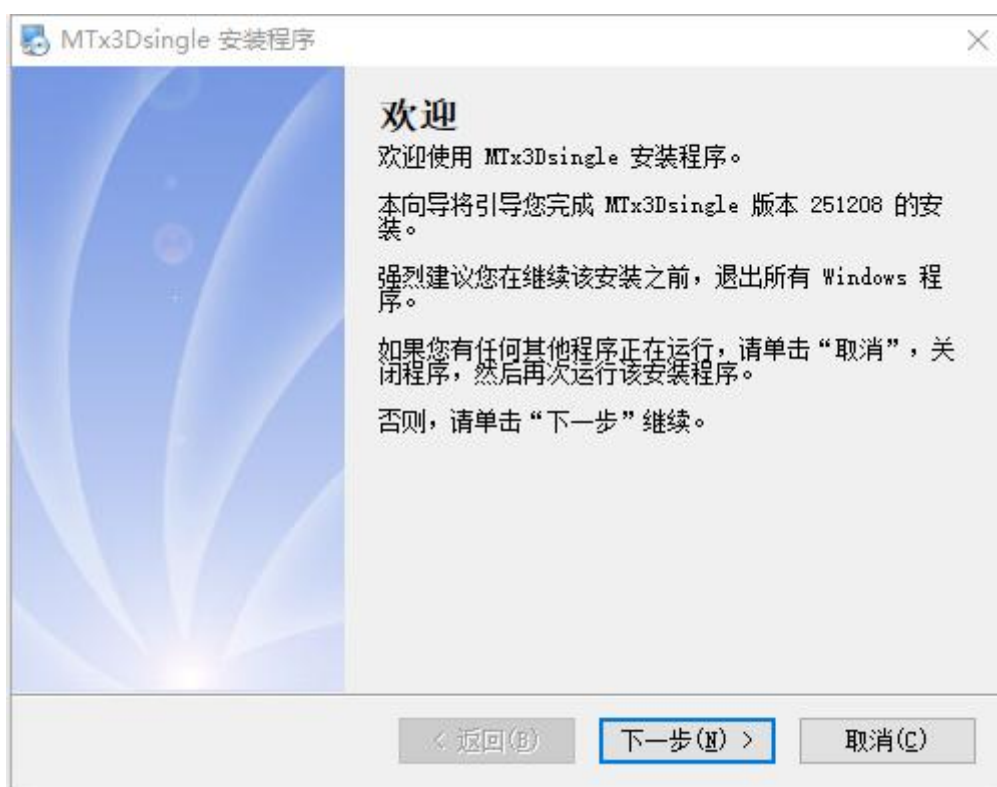 MTx3Dsingle 安装程序
欢迎
欢迎使用 MTx3Dsingle 安装程序。
本向导将引导您完成 MTx3Dsingle 版本 251208 的安
装。
强烈建议您在继续该安装之前，退出所有 Windows 程
序。
如果您有任何其他程序正在运行，请单击“取消”，关
闭程序，然后再次运行该安装程序。
否则，请单击“下一步”继续。
< 返回(B)
下一步(N) >
取消(C)